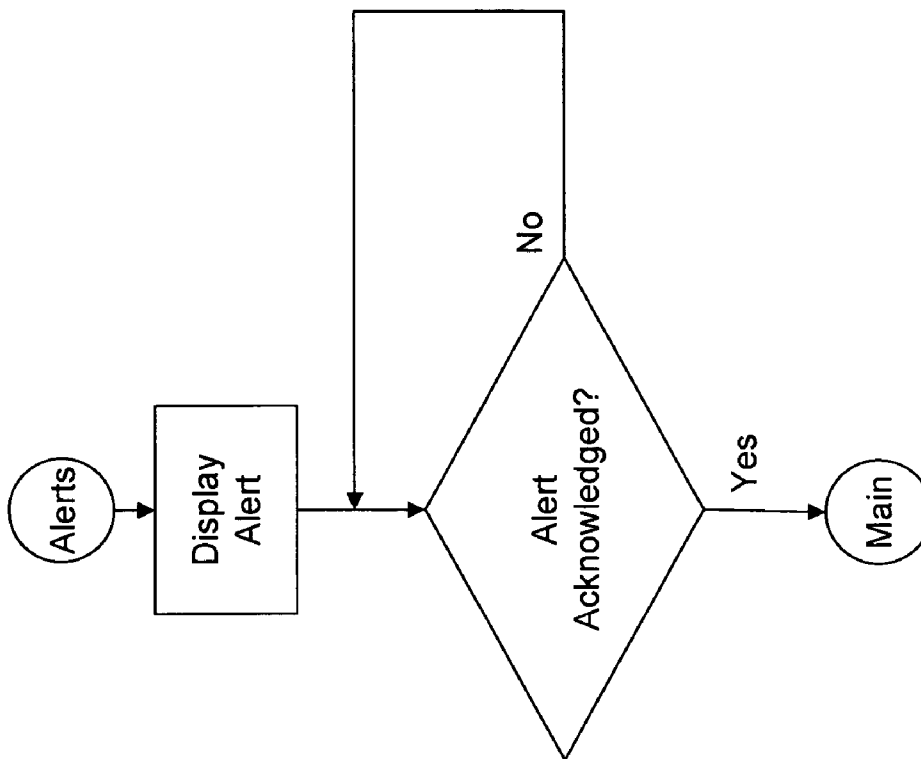 Alerts
Display
Alert
Alert
Acknowledged?
No
Yes
Main